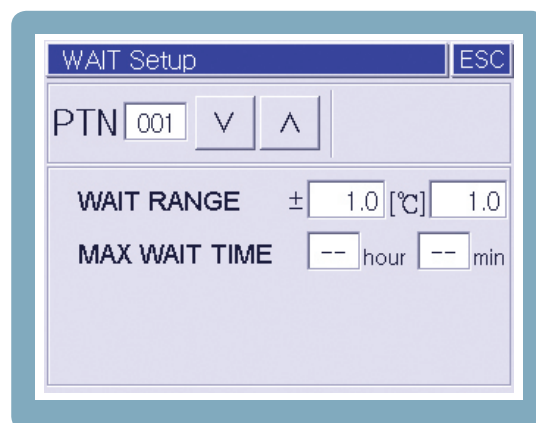 WAIT Setup ESC
PTN 001 ∨ ∧
WAIT RANGE ± 1.0 [℃] 1.0
MAX WAIT TIME -- hour -- min